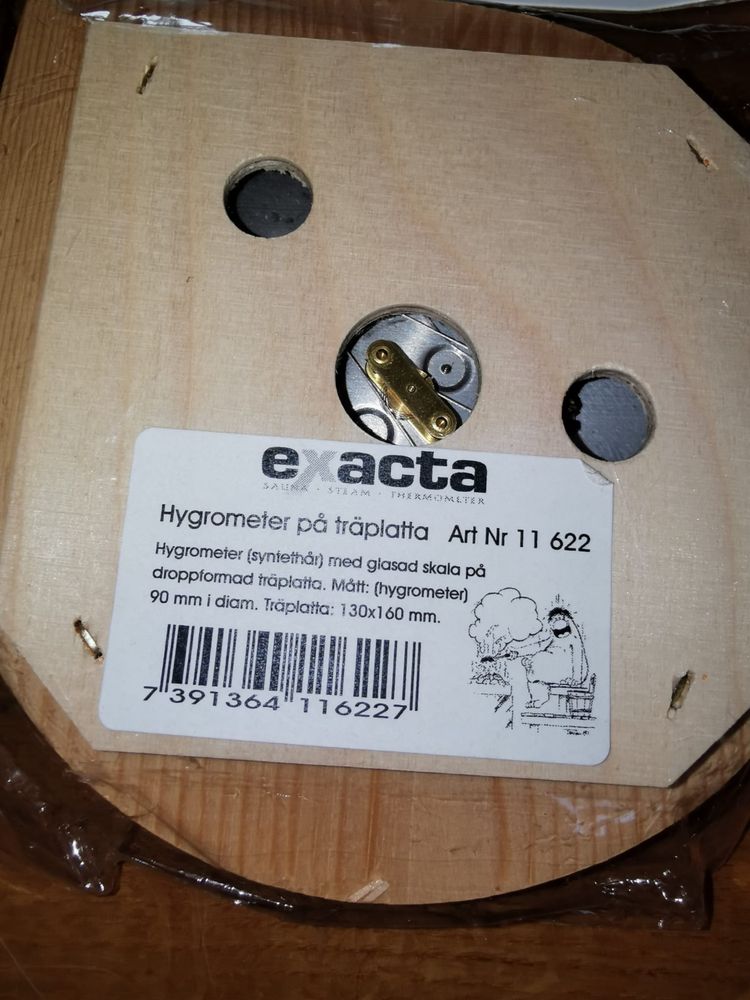 exacta
SAUNA · STEAM · THERMOMETER
Hygrometer på träplatta Art Nr 11 622
Hygrometer (syntethår) med glasad skala på
droppformad träplatta. Mått: (hygrometer)
90 mm i diam. Träplatta: 130x160 mm.
7 391364 116227